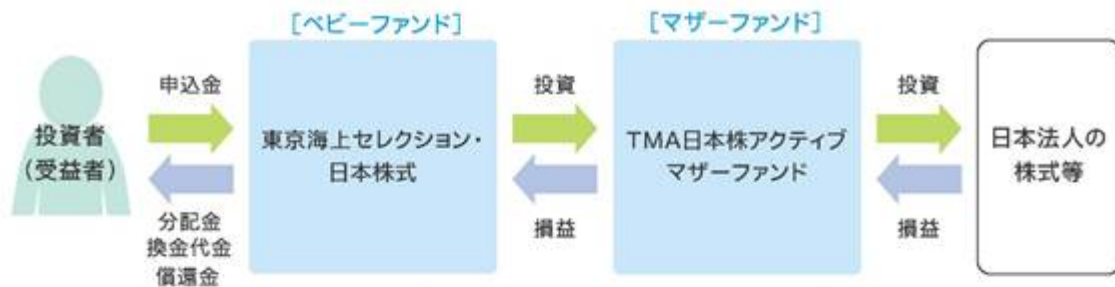 [ベビーファンド]
[マザーファンド]
申込金
投資
投資
投資者
(受益者)
東京海上セレクション・
日本株式
TMA日本株アクティブ
マザーファンド
日本法人の
株式等
分配金
換金代金
償還金
損益
損益